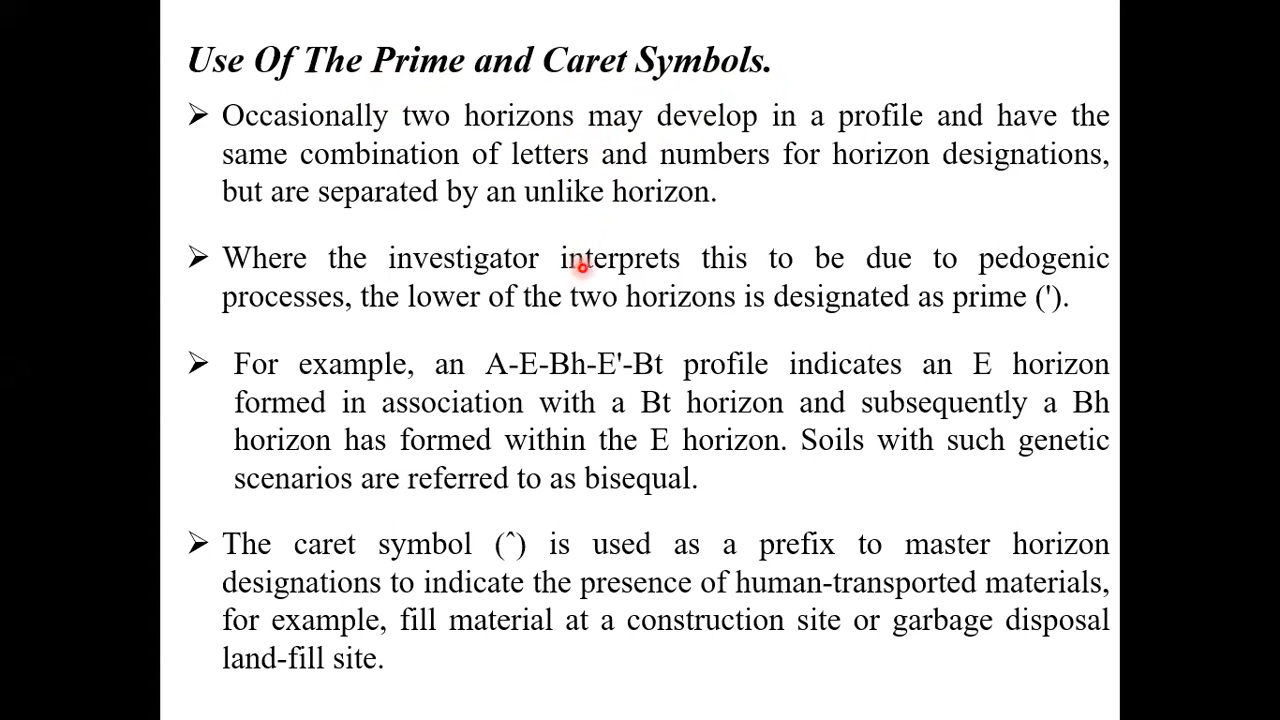 Use Of The Prime and Caret Symbols.
➢ Occasionally two horizons may develop in a profile and have the
same combination of letters and numbers for horizon designations,
but are separated by an unlike horizon.
➢ Where the investigator interprets this to be due to pedogenic
processes, the lower of the two horizons is designated as prime (').
➢ For example, an A-E-Bh-E'-Bt profile indicates an E horizon
formed in association with a Bt horizon and subsequently a Bh
horizon has formed within the E horizon. Soils with such genetic
scenarios are referred to as bisequal.
➢ The caret symbol (ˆ) is used as a prefix to master horizon
designations to indicate the presence of human-transported materials,
for example, fill material at a construction site or garbage disposal
land-fill site.